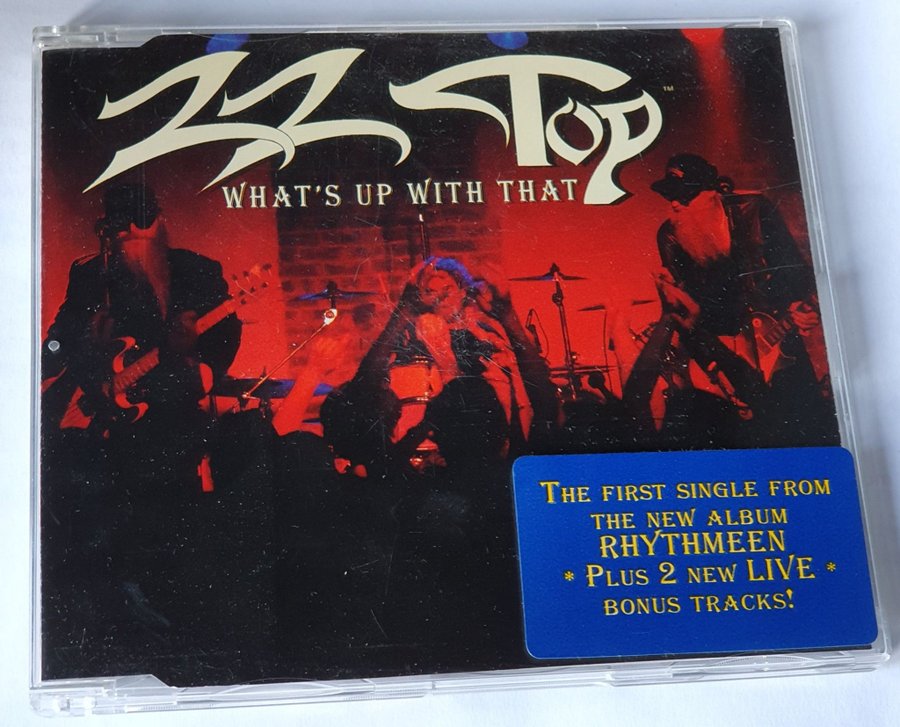 ZZ TOP™
WHAT'S UP WITH THAT
THE FIRST SINGLE FROM
THE NEW ALBUM
RHYTHMEEN
* PLUS 2 NEW LIVE *
BONUS TRACKS!